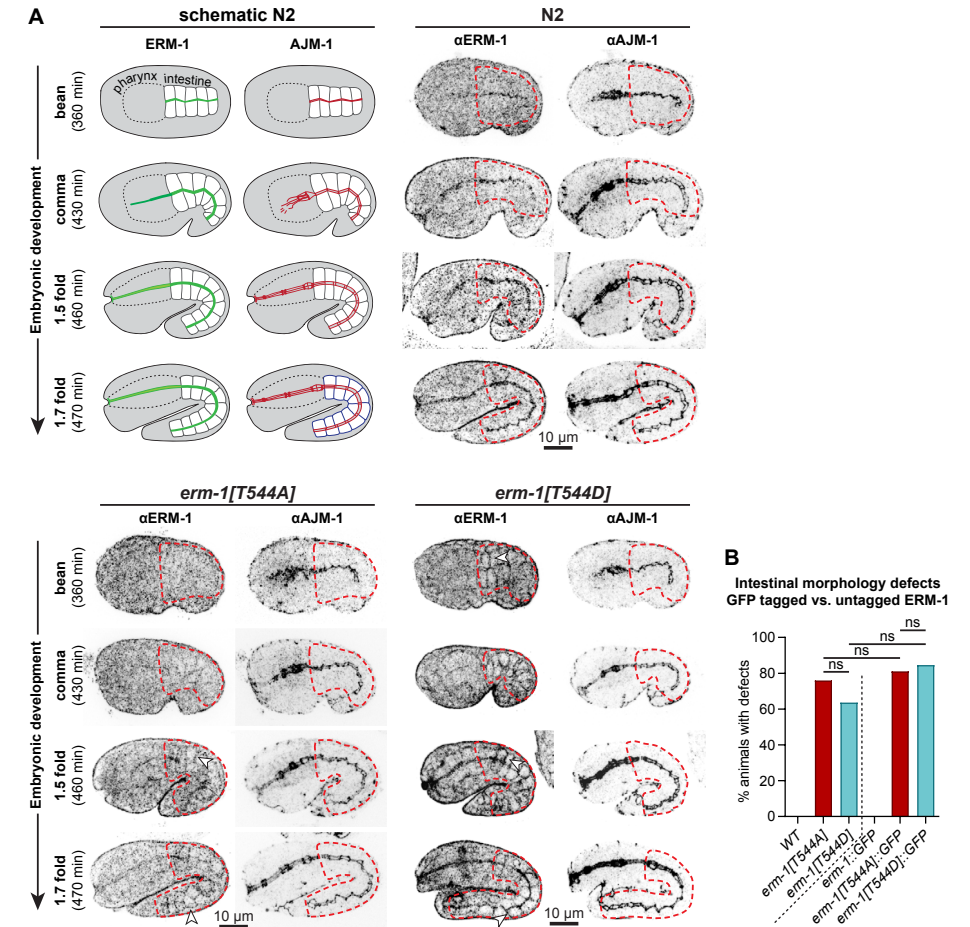 A
schematic N2
N2
ERM-1
AJM-1
αERM-1
αAJM-1
Embryonic development
bean
(360 min)
pharynx
intestine
comma
(430 min)
1.5 fold
(460 min)
1.7 fold
(470 min)
10 µm
erm-1[T544A]
erm-1[T544D]
αERM-1
αAJM-1
αERM-1
αAJM-1
Embryonic development
bean
(360 min)
comma
(430 min)
1.5 fold
(460 min)
1.7 fold
(470 min)
10 µm
10 µm
B
Intestinal morphology defects
GFP tagged vs. untagged ERM-1
% animals with defects
100
80
60
40
20
0
ns
ns
ns
ns
WT
erm-1[T544A]
erm-1[T544D]
erm-1::GFP
erm-1[T544A]::GFP
erm-1[T544D]::GFP